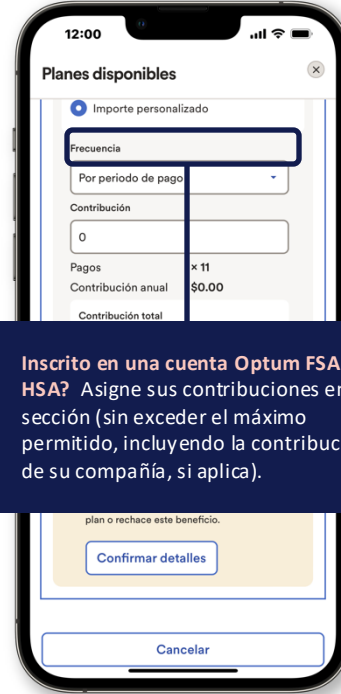 12:00
Planes disponibles
Importe personalizado
Frecuencia
Por periodo de pago
Contribución
0
Pagos × 11
Contribución anual $0.00
Contribución total
Inscrito en una cuenta Optum FSA
HSA? Asigne sus contribuciones en
sección (sin exceder el máximo
permitido, incluyendo la
de su compañía, si aplica).
plan o rechace este beneficio.
Confirmar detalles
Cancelar